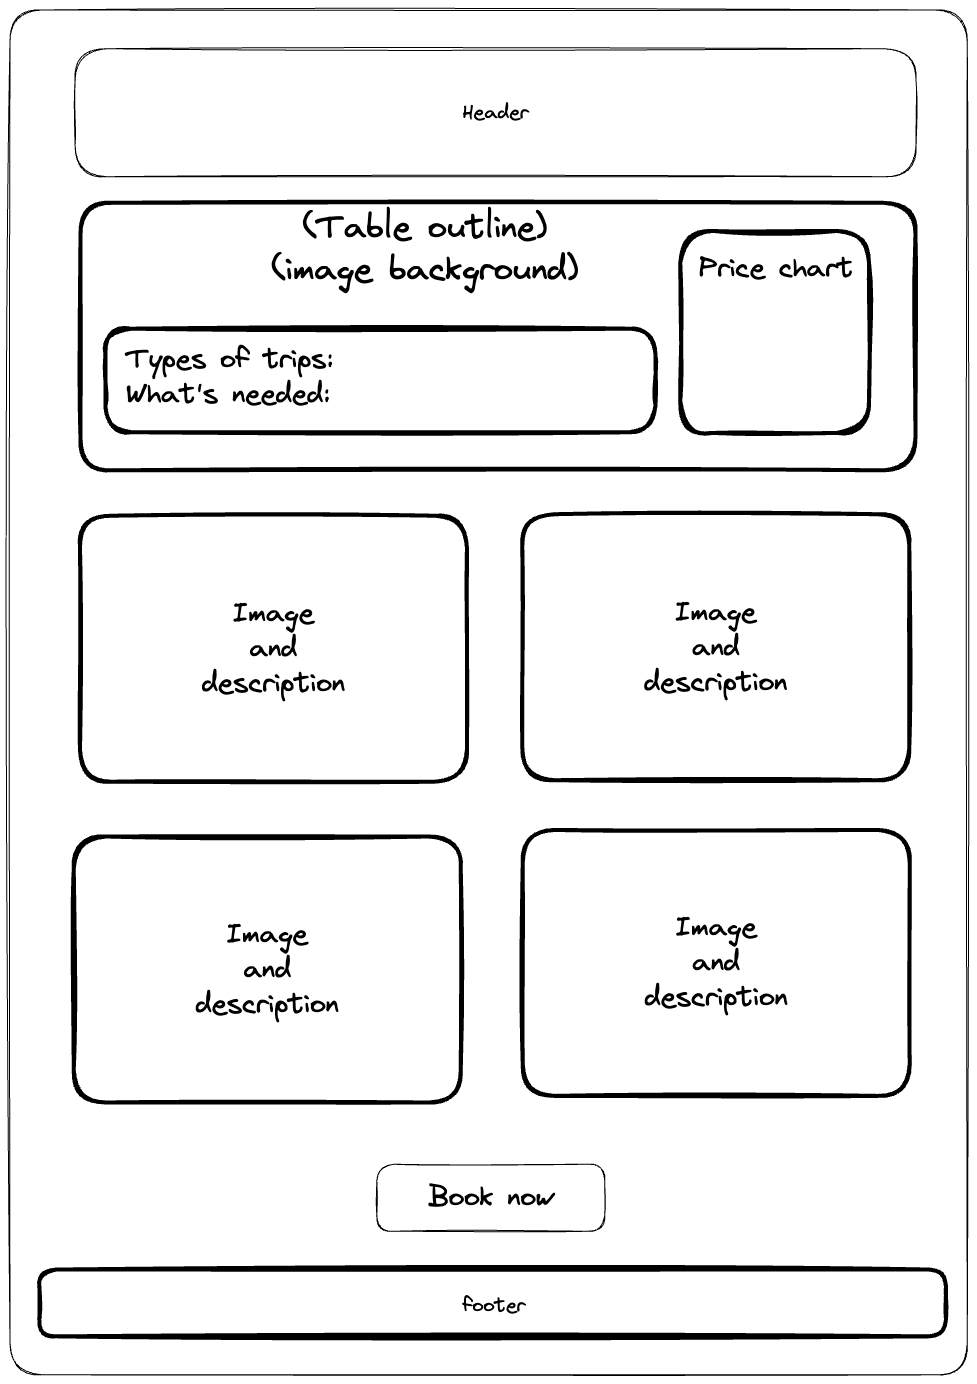 Header
(Table outline)
(image background)
Price chart
Types of trips:
What's needed:
Image
and
description
Image
and
description
Image
and
description
Image
and
description
Book now
footer